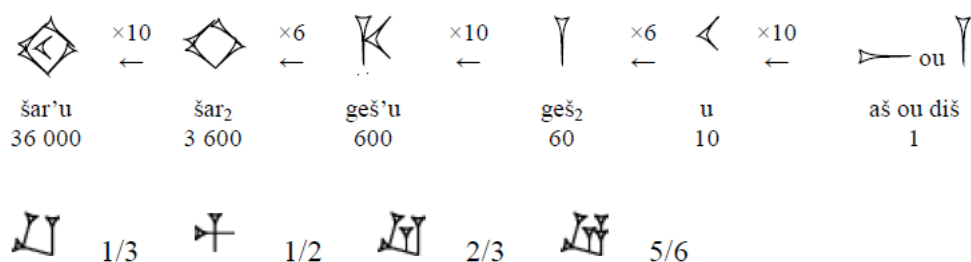 ×10 ×6 ×10 ×6 ×10
← ← ← ← ← ou
šar’u šar₂ geš’u geš₂ u aš ou diš
36 000 3 600 600 60 10 1
1/3 1/2 2/3 5/6